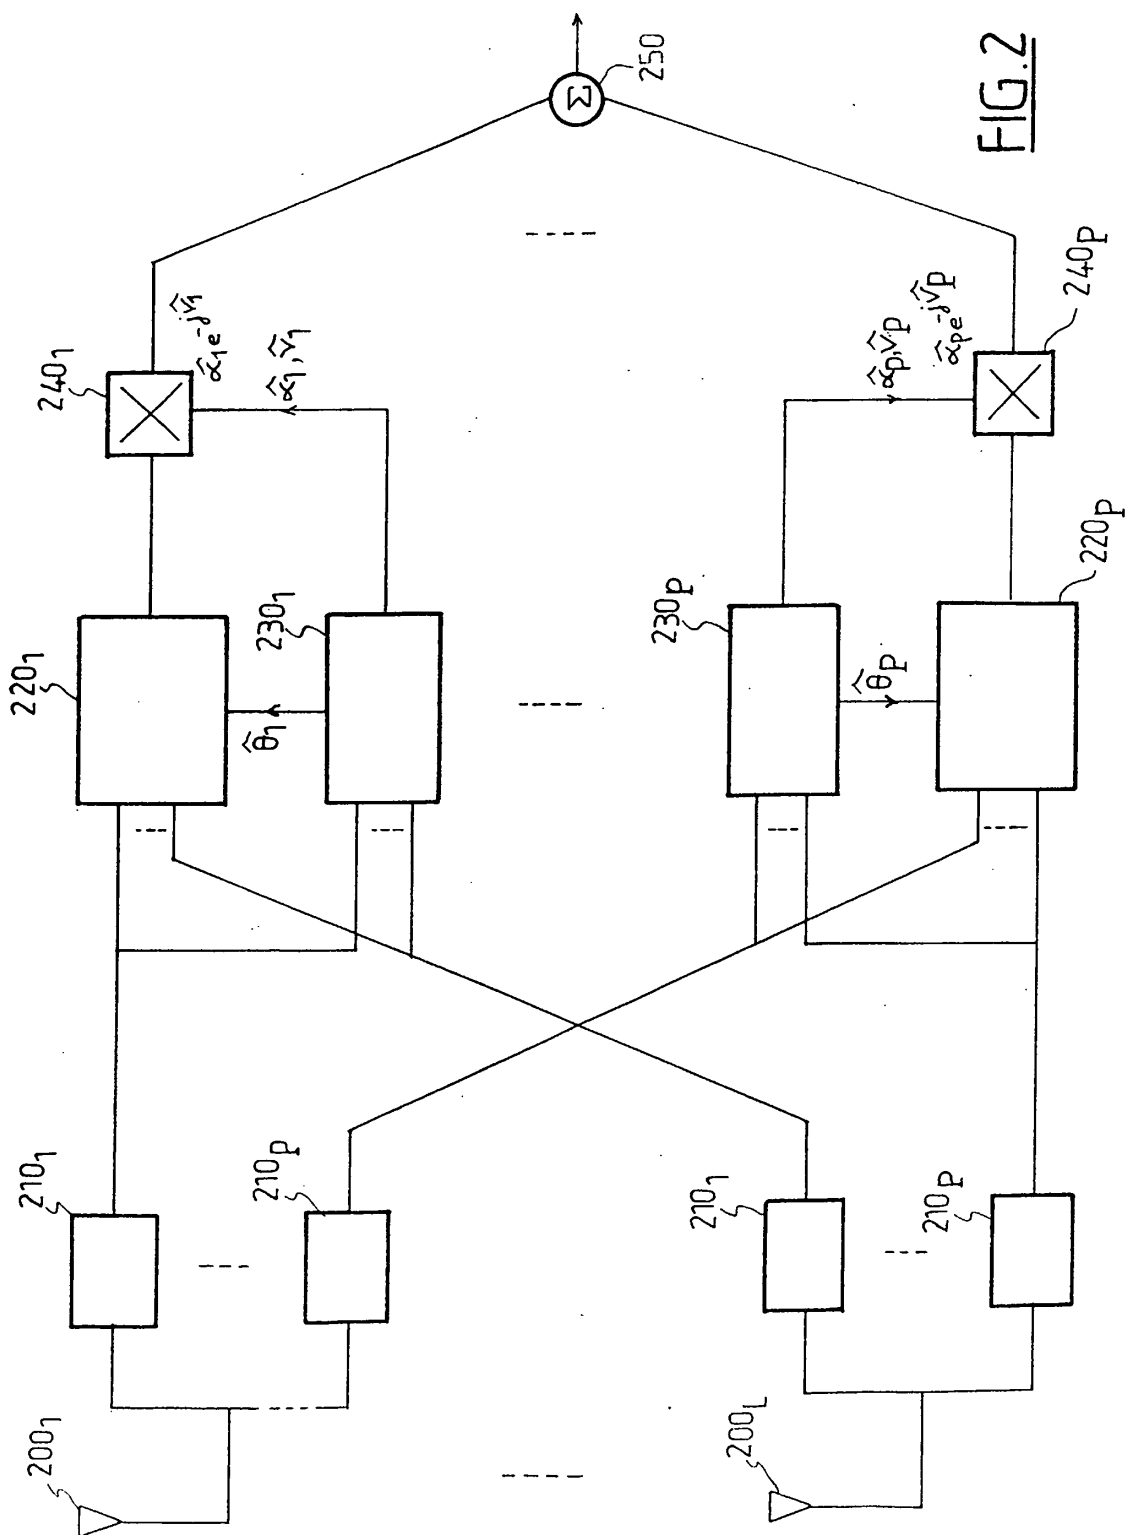 200₁
210₁
210p
220₁
θ̂₁
230₁
240₁
α̂₁e^-jν̂₁
α̂₁, ν̂₁
200L
210₁
210p
230p
θ̂p
220p
α̂p, ν̂p
α̂pe^-jν̂p
240p
Σ
250
FIG.2